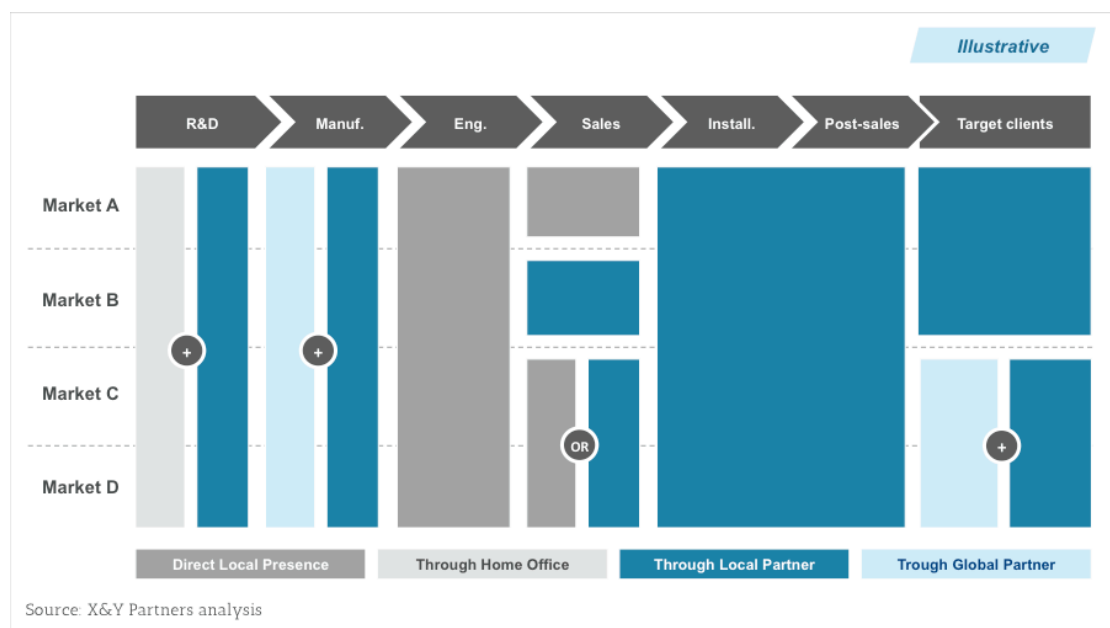 Illustrative
R&D
Manuf.
Eng.
Sales
Install.
Post-sales
Target clients
Market A
Market B
+
+
Market C
OR
+
Market D
Direct Local Presence
Through Home Office
Through Local Partner
Trough Global Partner
Source: X&Y Partners analysis